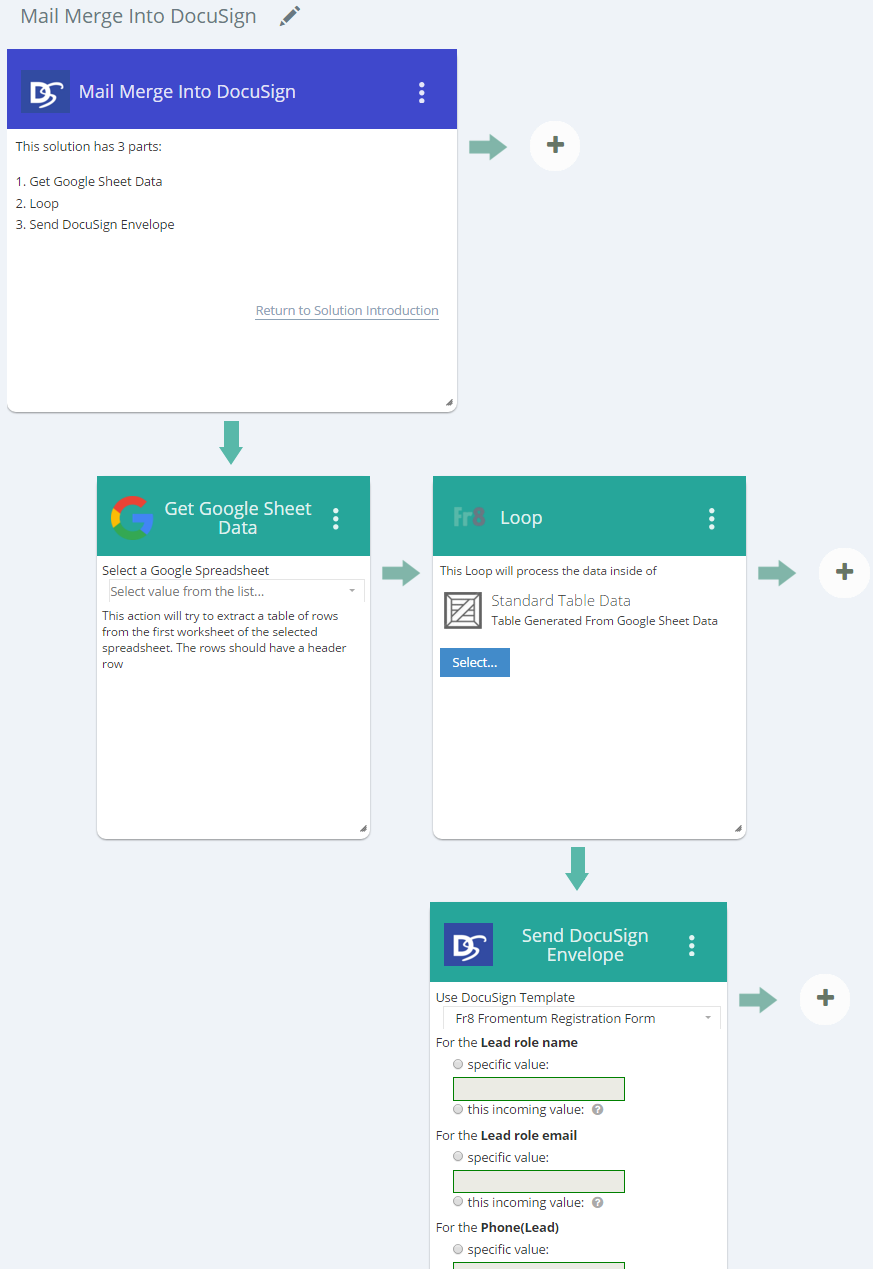 Mail Merge Into DocuSign
DS Mail Merge Into DocuSign
This solution has 3 parts:
1. Get Google Sheet Data
2. Loop
3. Send DocuSign Envelope
Return to Solution Introduction
Get Google Sheet
Data
Select a Google Spreadsheet
Select value from the list...
This action will try to extract a table of rows
from the first worksheet of the selected
spreadsheet. The rows should have a header
row
Fr8 Loop
This Loop will process the data inside of
Standard Table Data
Table Generated From Google Sheet Data
Select...
DS Send DocuSign
Envelope
Use DocuSign Template
Fr8 Fromentum Registration Form
For the Lead role name
specific value:
this incoming value: ?
For the Lead role email
specific value:
this incoming value: ?
For the Phone(Lead)
specific value: